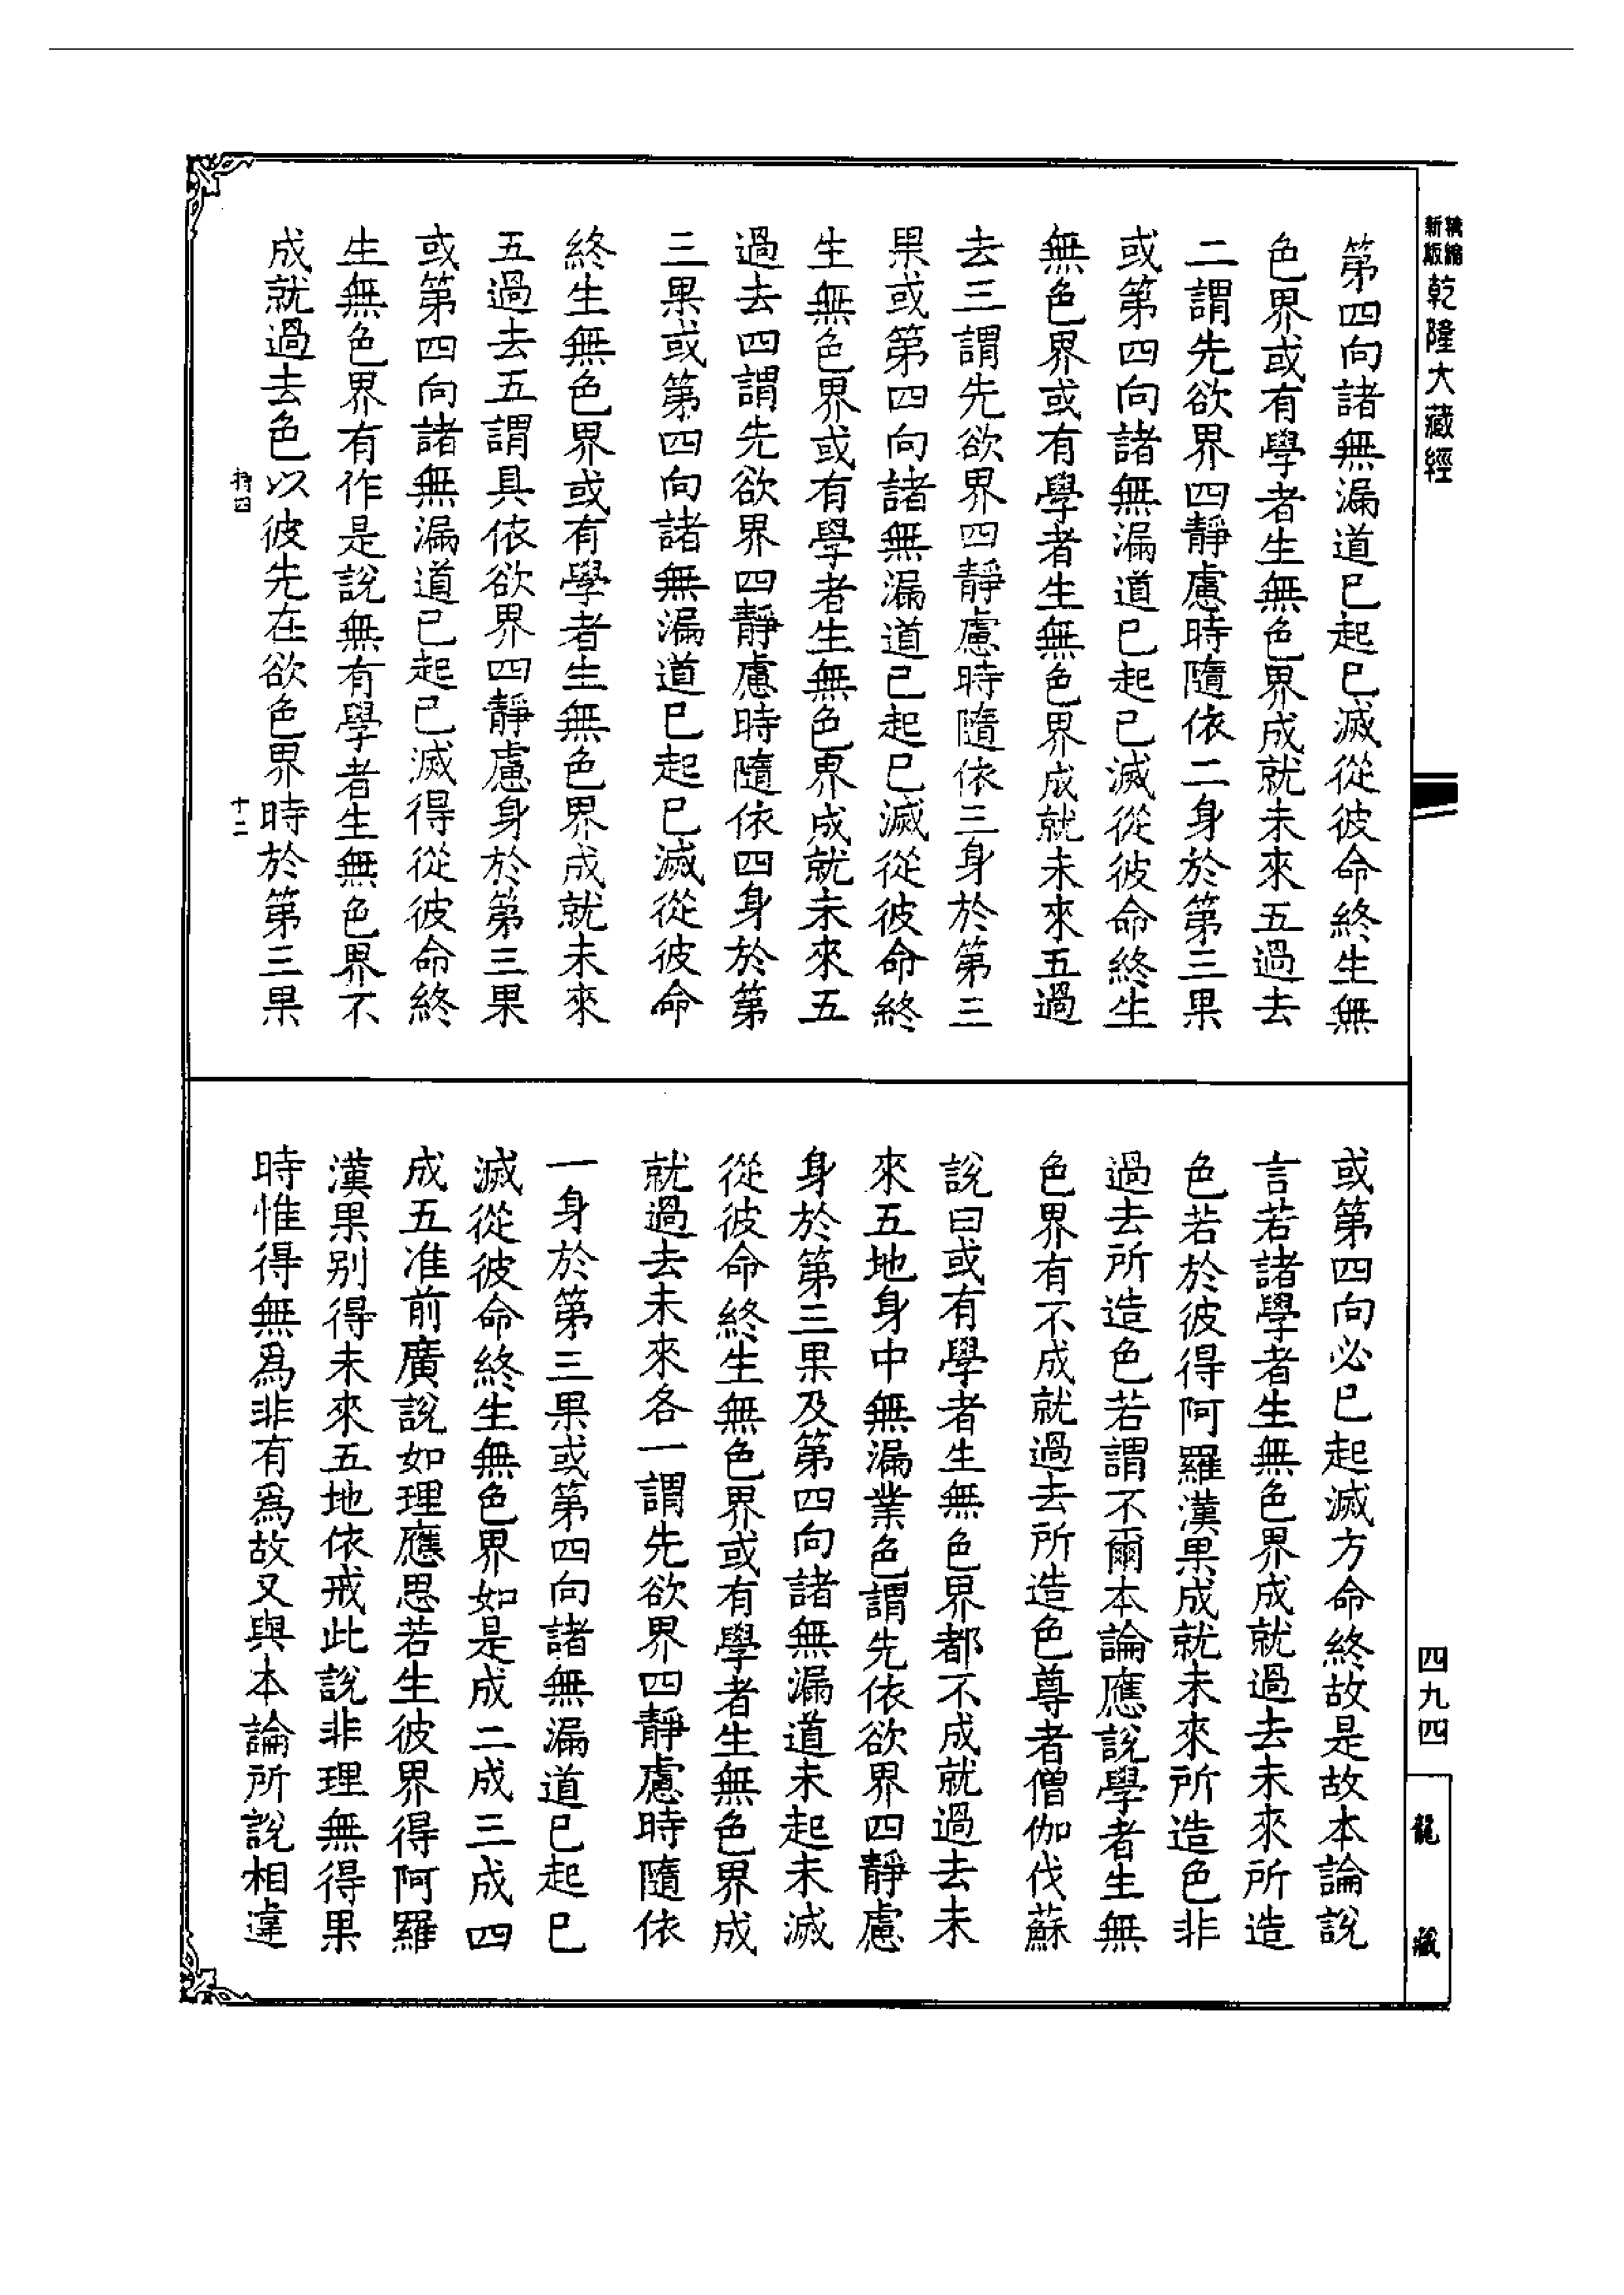 精縮
新版
乾隆大藏經
第四向諸無漏道已起已滅從彼命終生無
色界或有學者生無色界成就未來五過去
二謂先欲界四靜慮時隨依二身於第三果
或第四向諸無漏道已起已滅從彼命終生
無色界或有學者生無色界成就未來五過
去三謂先欲界四靜慮時隨依三身於第三
果或第四向諸無漏道已起已滅從彼命終
生無色界或有學者生無色界成就未來五
過去四謂先欲界四靜慮時隨依四身於第
三果或第四向諸無漏道已起已滅從彼命
終生無色界或有學者生無色界成就未來
五過去五謂具依欲界四靜慮身於第三果
或第四向諸無漏道已起已滅得從彼命終
生無色界有作是說無有學者生無色界不
成就過去色以彼先在欲色界時於第三果
十二
或第四向必已起滅方命終故是故本論說
言若諸學者生無色界成就過去未來所造
色若於彼得阿羅漢果成就未來所造色非
過去所造色若謂不爾本論應說學者生無
色界有不成就過去所造色尊者僧伽伐蘇
說曰或有學者生無色界都不成就過去未
來五地身中無漏業色謂先依欲界四靜慮
身於第三果及第四向諸無漏道未起未滅
從彼命終生無色界或有學者生無色界成
就過去未來各一謂先欲界四靜慮時隨依
一身於第三果或第四向諸無漏道已起已
滅從彼命終生無色界如是成二成三成四
成五准前廣說如理應思若生彼界得阿羅
漢果別得未來五地依戒此說非理無得果
時惟得無爲非有爲故又與本論所說相違
四九四
龍藏